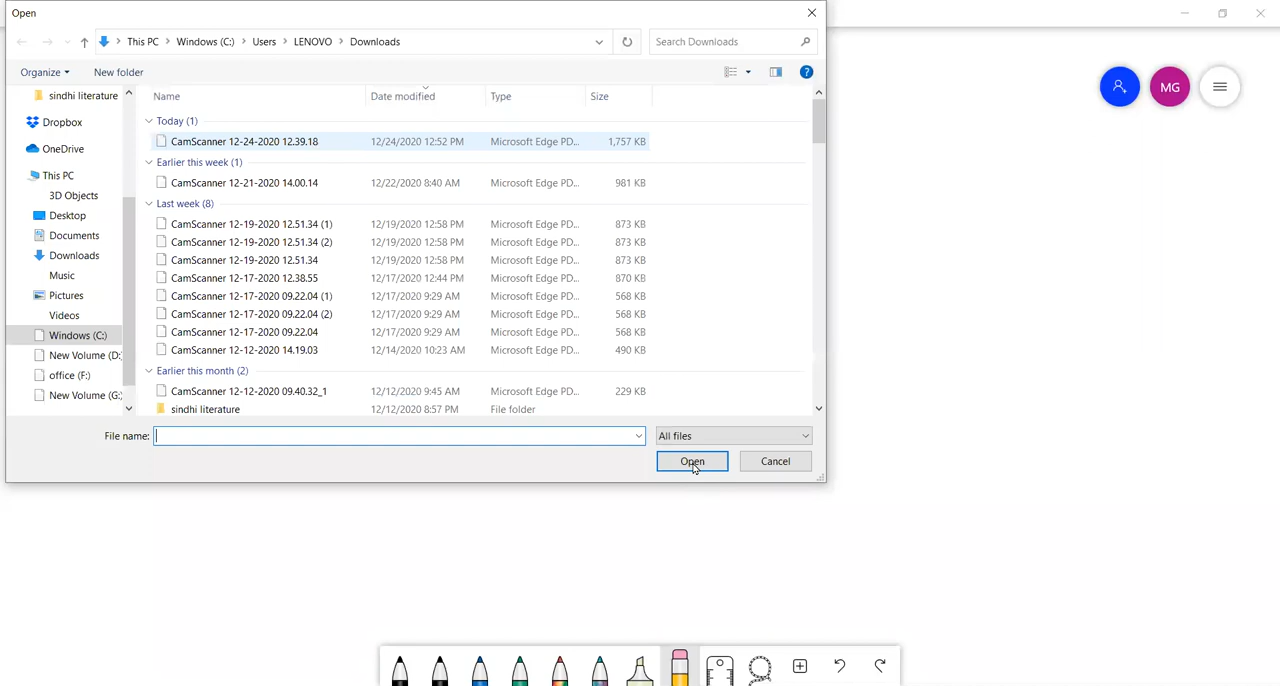 Open
This PC > Windows (C:) > Users > LENOVO > Downloads
Search Downloads
Organize
New folder
Name Date modified Type Size
sindhi literature
Dropbox
OneDrive
This PC
3D Objects
Desktop
Documents
Downloads
Music
Pictures
Videos
Windows (C:)
New Volume (D:
office (F:)
New Volume (G:
Today (1)
CamScanner 12-24-2020 12.39.18 12/24/2020 12:52 PM Microsoft Edge PD... 1,757 KB
Earlier this week (1)
CamScanner 12-21-2020 14.00.14 12/22/2020 8:40 AM Microsoft Edge PD... 981 KB
Last week (8)
CamScanner 12-19-2020 12.51.34 (1) 12/19/2020 12:58 PM Microsoft Edge PD... 873 KB
CamScanner 12-19-2020 12.51.34 (2) 12/19/2020 12:58 PM Microsoft Edge PD... 873 KB
CamScanner 12-19-2020 12.51.34 12/19/2020 12:58 PM Microsoft Edge PD... 873 KB
CamScanner 12-17-2020 12.38.55 12/17/2020 12:44 PM Microsoft Edge PD... 870 KB
CamScanner 12-17-2020 09.22.04 (1) 12/17/2020 9:29 AM Microsoft Edge PD... 568 KB
CamScanner 12-17-2020 09.22.04 (2) 12/17/2020 9:29 AM Microsoft Edge PD... 568 KB
CamScanner 12-17-2020 09.22.04 12/17/2020 9:29 AM Microsoft Edge PD... 568 KB
CamScanner 12-12-2020 14.19.03 12/14/2020 10:23 AM Microsoft Edge PD... 490 KB
Earlier this month (2)
CamScanner 12-12-2020 09.40.32_1 12/12/2020 9:45 AM Microsoft Edge PD... 229 KB
sindhi literature 12/12/2020 8:57 PM File folder
File name:
All files
Open
Cancel
MG